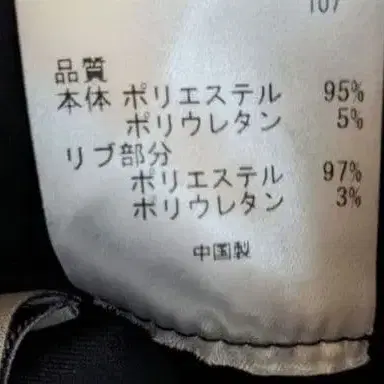 107
品質
本体 ポリエステル 95%
ポリウレタン 5%
リブ部分
ポリエステル 97%
ポリウレタン 3%
中国製